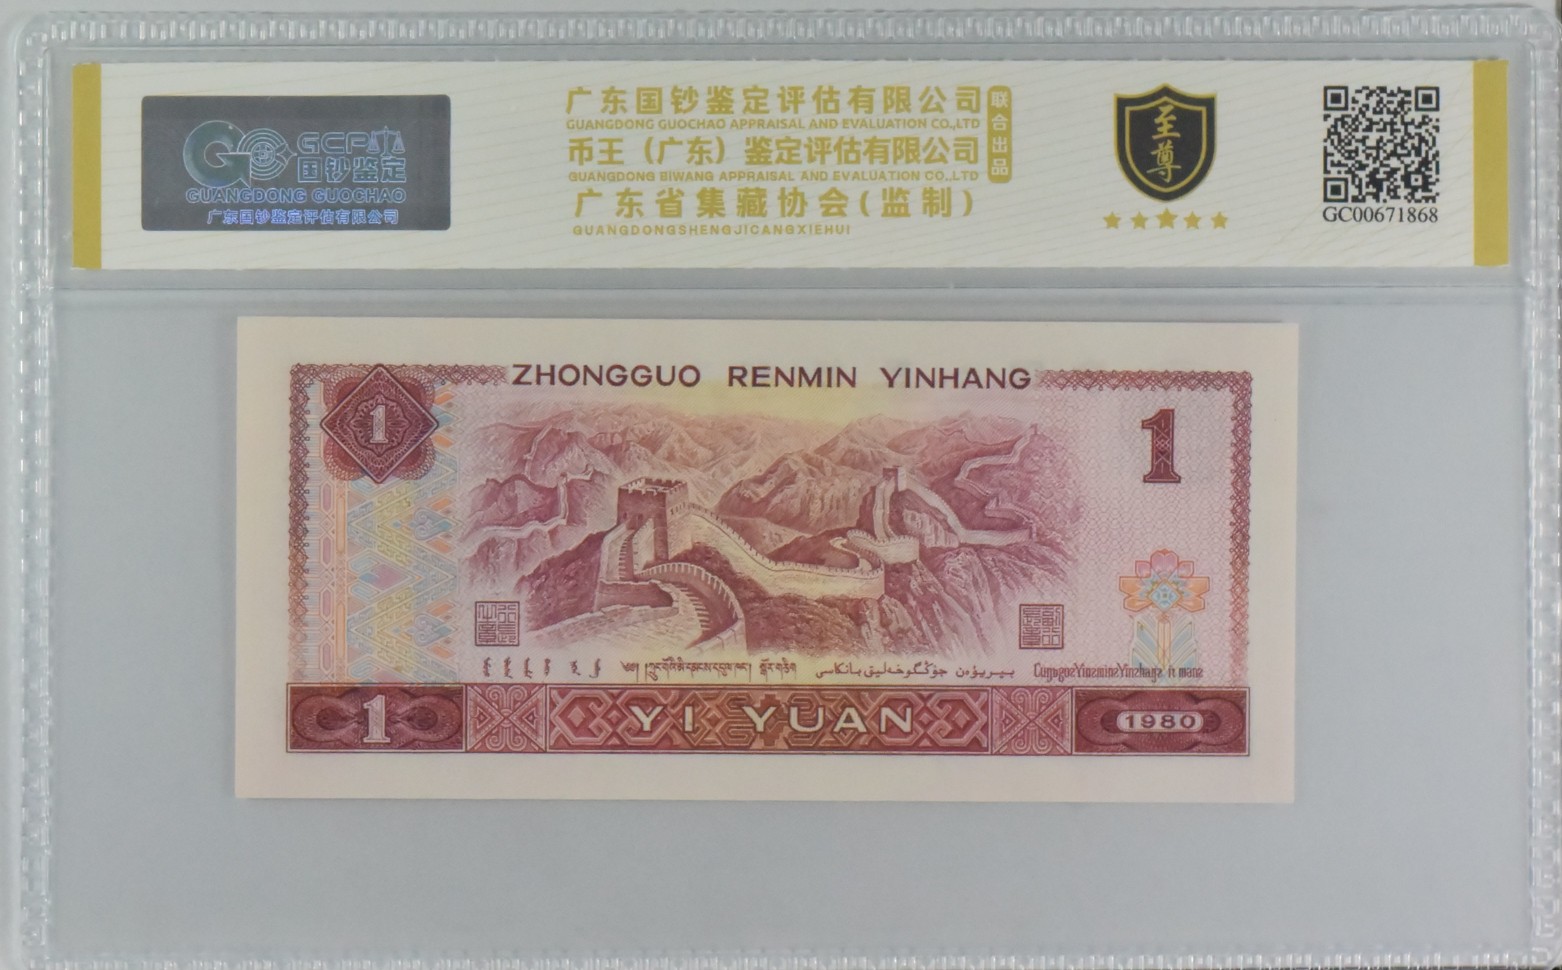 GCP
国钞鉴定
GUANGDONG GUOCHAO
广东国钞鉴定评估有限公司
广东国钞鉴定评估有限公司
GUANGDONG GUOCHAO APPRAISAL AND EVALUATION CO.,LTD
币王（广东）鉴定评估有限公司
GUANGDONG BIWANG APPRAISAL AND EVALUATION CO.,LTD
联合出品
广东省集藏协会(监制)
GUANGDONGSHENGJICANGXIEHUI
至尊
GC00671868
ZHONGGUO RENMIN YINHANG
1
1
1
YI YUAN
1980